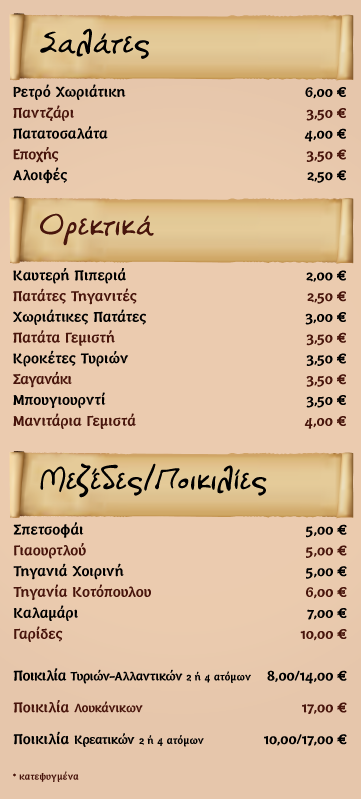 Σαλάτες
Ρετρό Χωριάτικη 6,00 €
Παντζάρι 3,50 €
Πατατοσαλάτα 4,00 €
Εποχής 3,50 €
Αλοιφές 2,50 €
Ορεκτικά
Καυτερή Πιπεριά 2,00 €
Πατάτες Τηγανιτές 2,50 €
Χωριάτικες Πατάτες 3,00 €
Πατάτα Γεμιστή 3,50 €
Κροκέτες Τυριών 3,50 €
Σαγανάκι 3,50 €
Μπουγιουρντί 3,50 €
Μανιτάρια Γεμιστά 4,00 €
Μεζέδες/Ποικιλίες
Σπετσοφάι 5,00 €
Γιαουρτλού 5,00 €
Τηγανιά Χοιρινή 5,00 €
Τηγανία Κοτόπουλου 6,00 €
Καλαμάρι 7,00 €
Γαρίδες 10,00 €
Ποικιλία Τυριών-Αλλαντικών 2 ή 4 ατόμων 8,00/14,00 €
Ποικιλία Λουκάνικων 17,00 €
Ποικιλία Κρεατικών 2 ή 4 ατόμων 10,00/17,00 €
* κατεψυγμένα